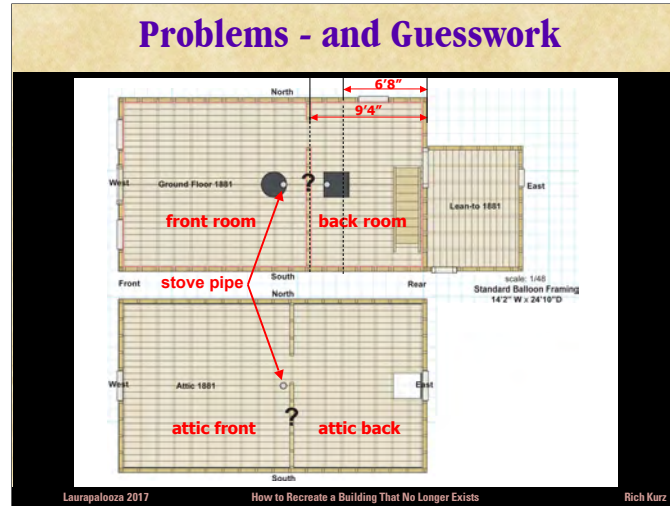 Problems - and Guesswork
6'8"
North
9'4"
West
Ground Floor 1881
?
East
Lean-to 1881
front room
back room
stove pipe
Front
South
Rear
scale: 1/48
Standard Balloon Framing
14'2" W x 24'10"D
North
West
Attic 1881
East
?
attic front
attic back
South
Laurapalooza 2017
How to Recreate a Building That No Longer Exists
Rich Kurz